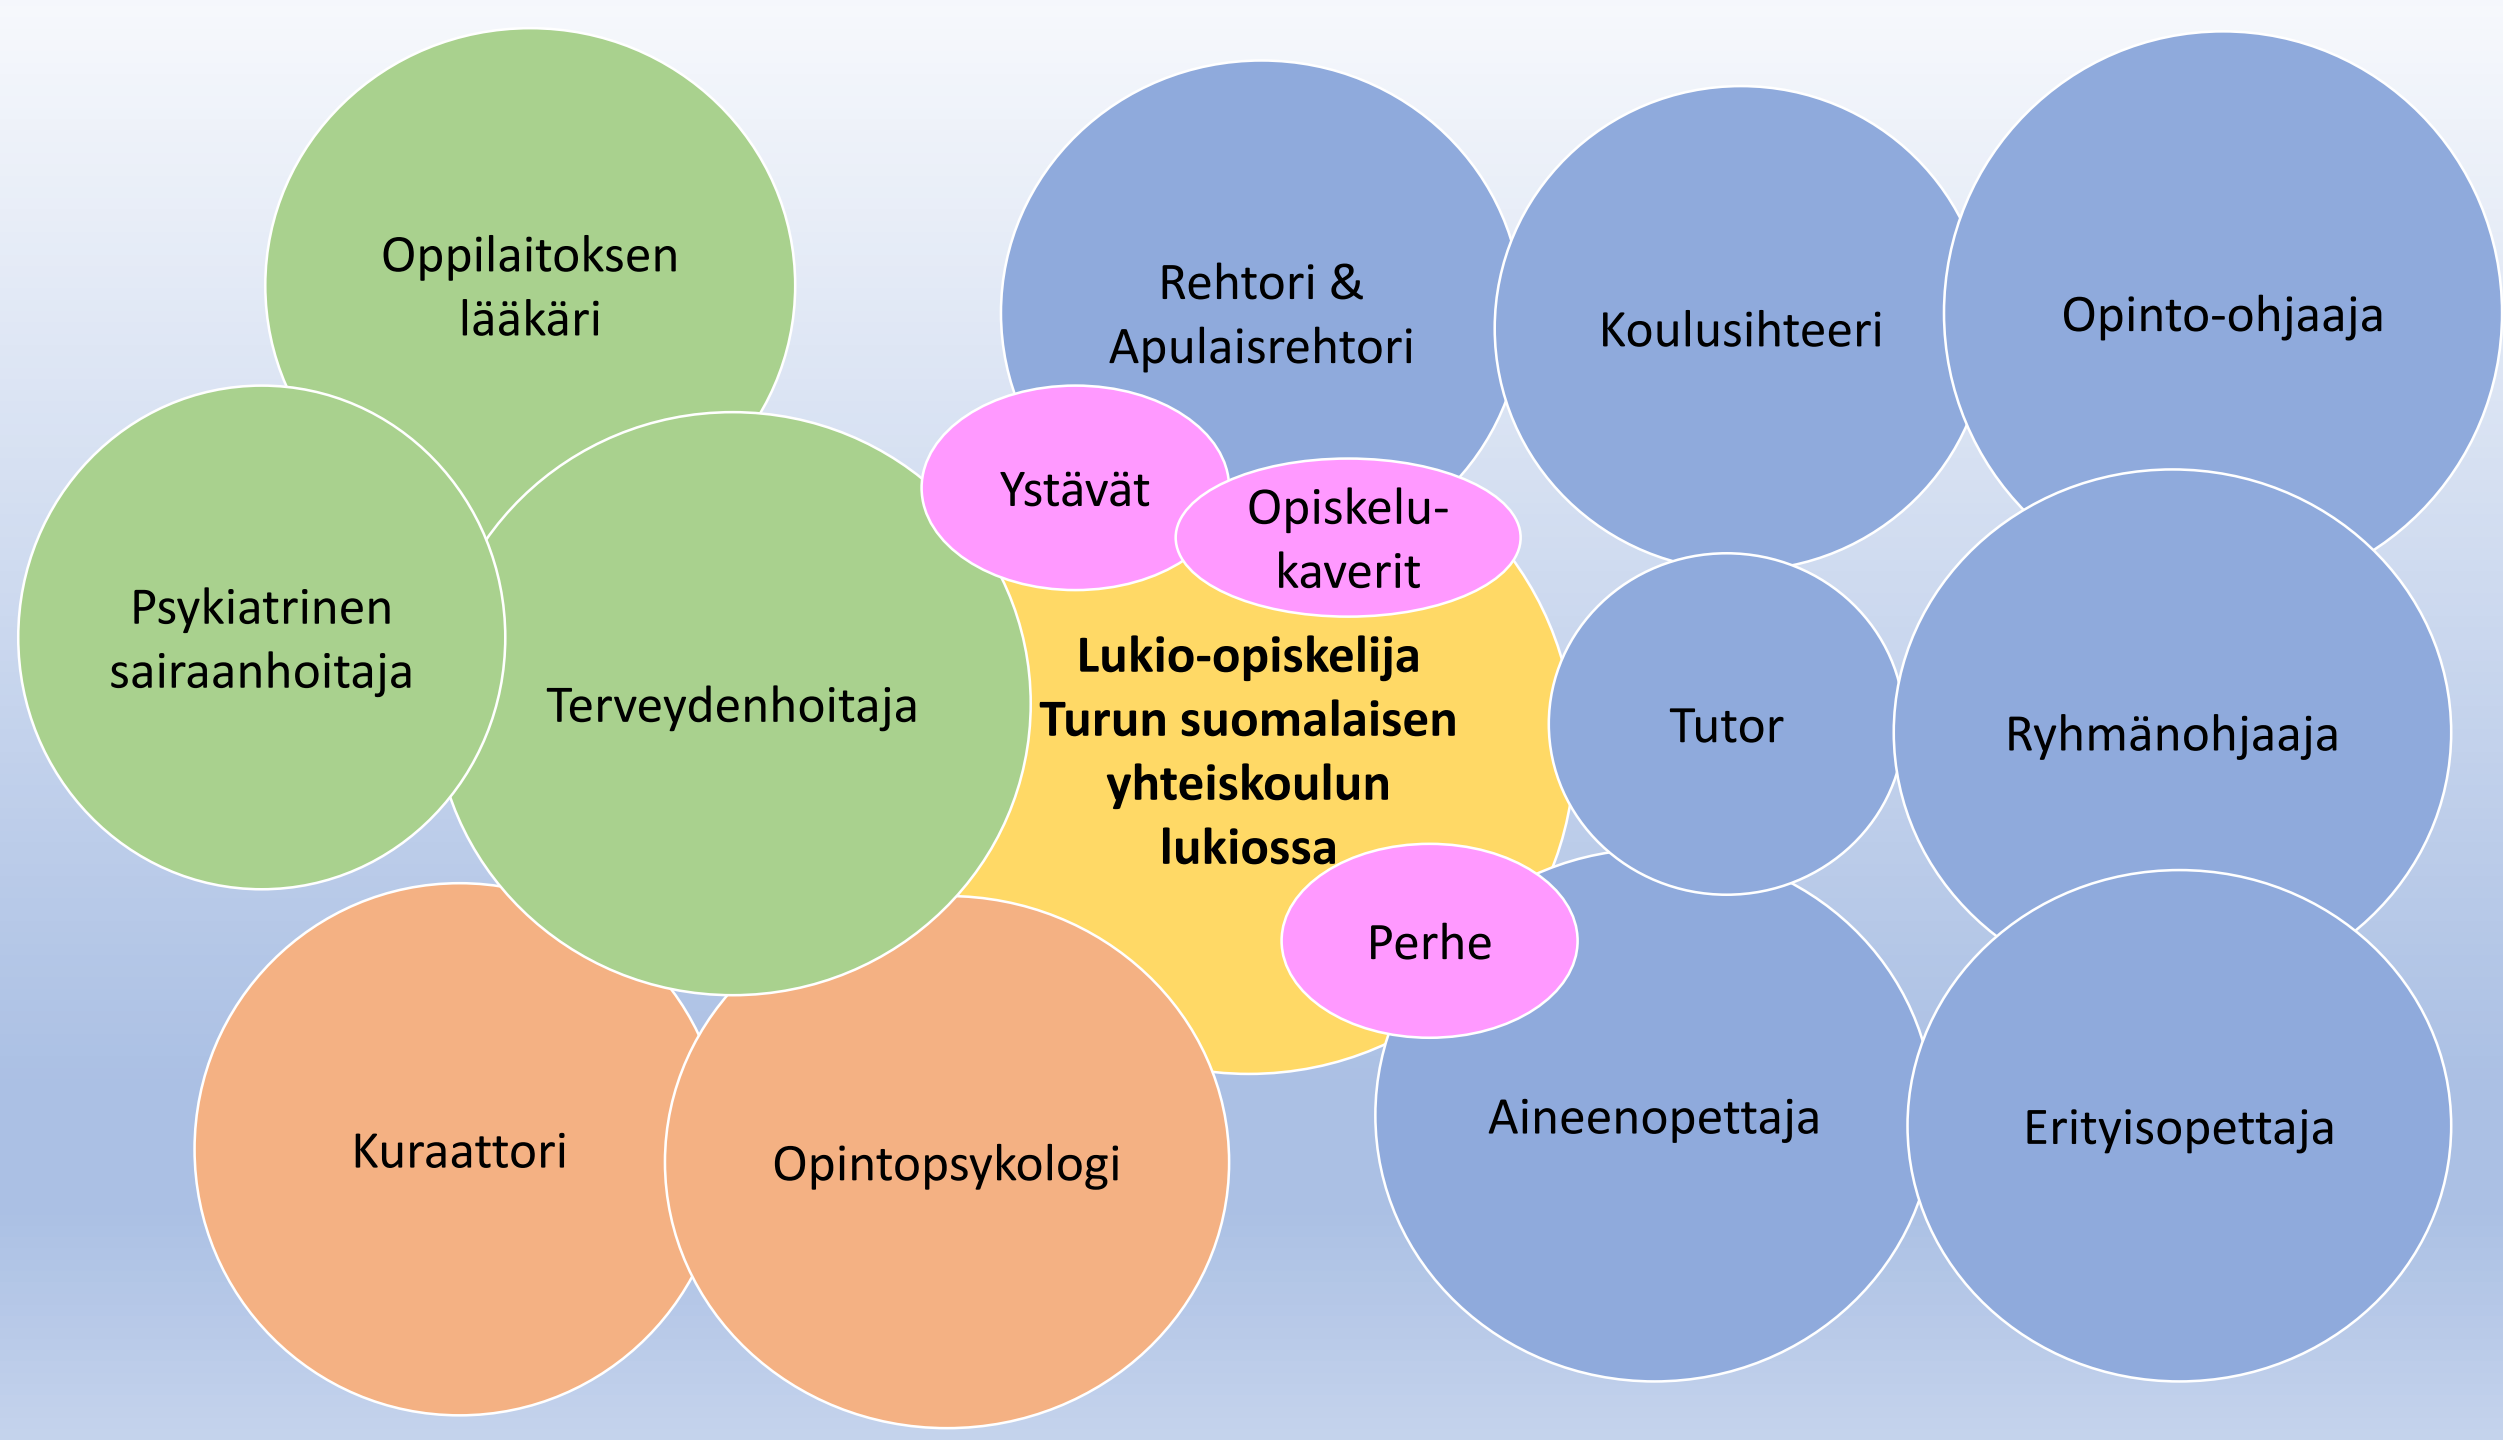 Oppilaitoksen
lääkäri
Rehtori &
Apulaisrehtori
Koulusihteeri
Opinto-ohjaaja
Ystävät
Opiskelu-
kaverit
Psykiatrinen
sairaanhoitaja
Terveydenhoitaja
Lukio-opiskelija
Turun suomalaisen
yhteiskoulun
lukiossa
Tutor
Ryhmänohjaaja
Perhe
Kuraattori
Opintopsykologi
Aineenopettaja
Erityisopettaja